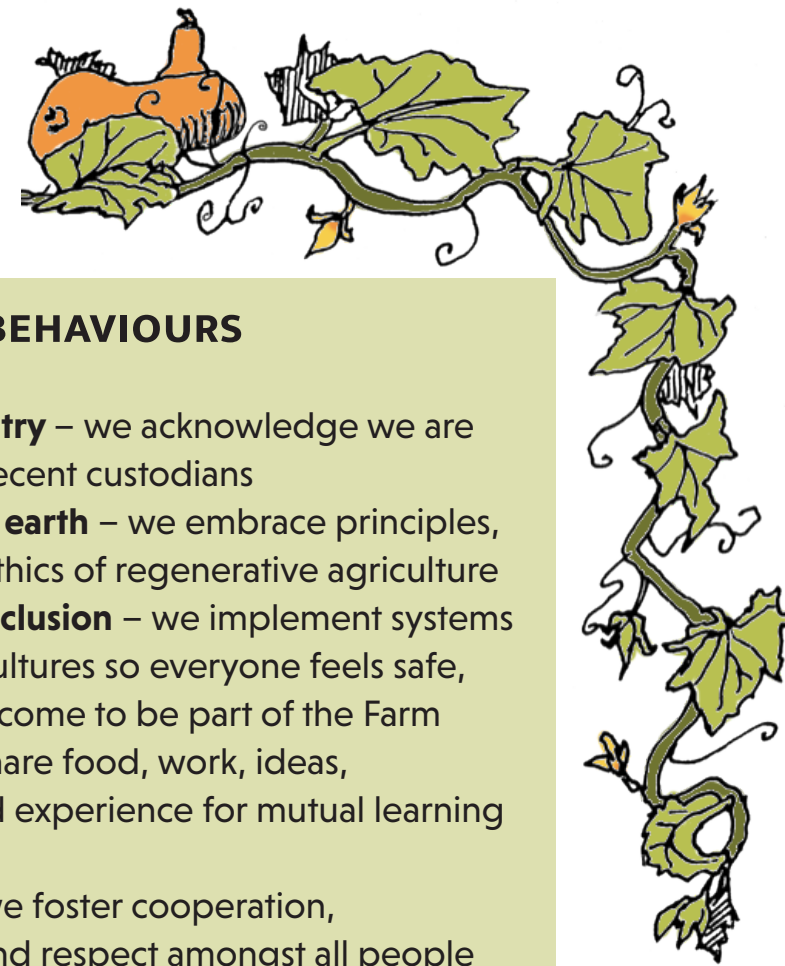 BEHAVIOURS
try – we acknowledge we are
ecent custodians
earth – we embrace principles,
thics of regenerative agriculture
clusion – we implement systems
ultures so everyone feels safe,
come to be part of the Farm
hare food, work, ideas,
d experience for mutual learning
ve foster cooperation,
nd respect amongst all people